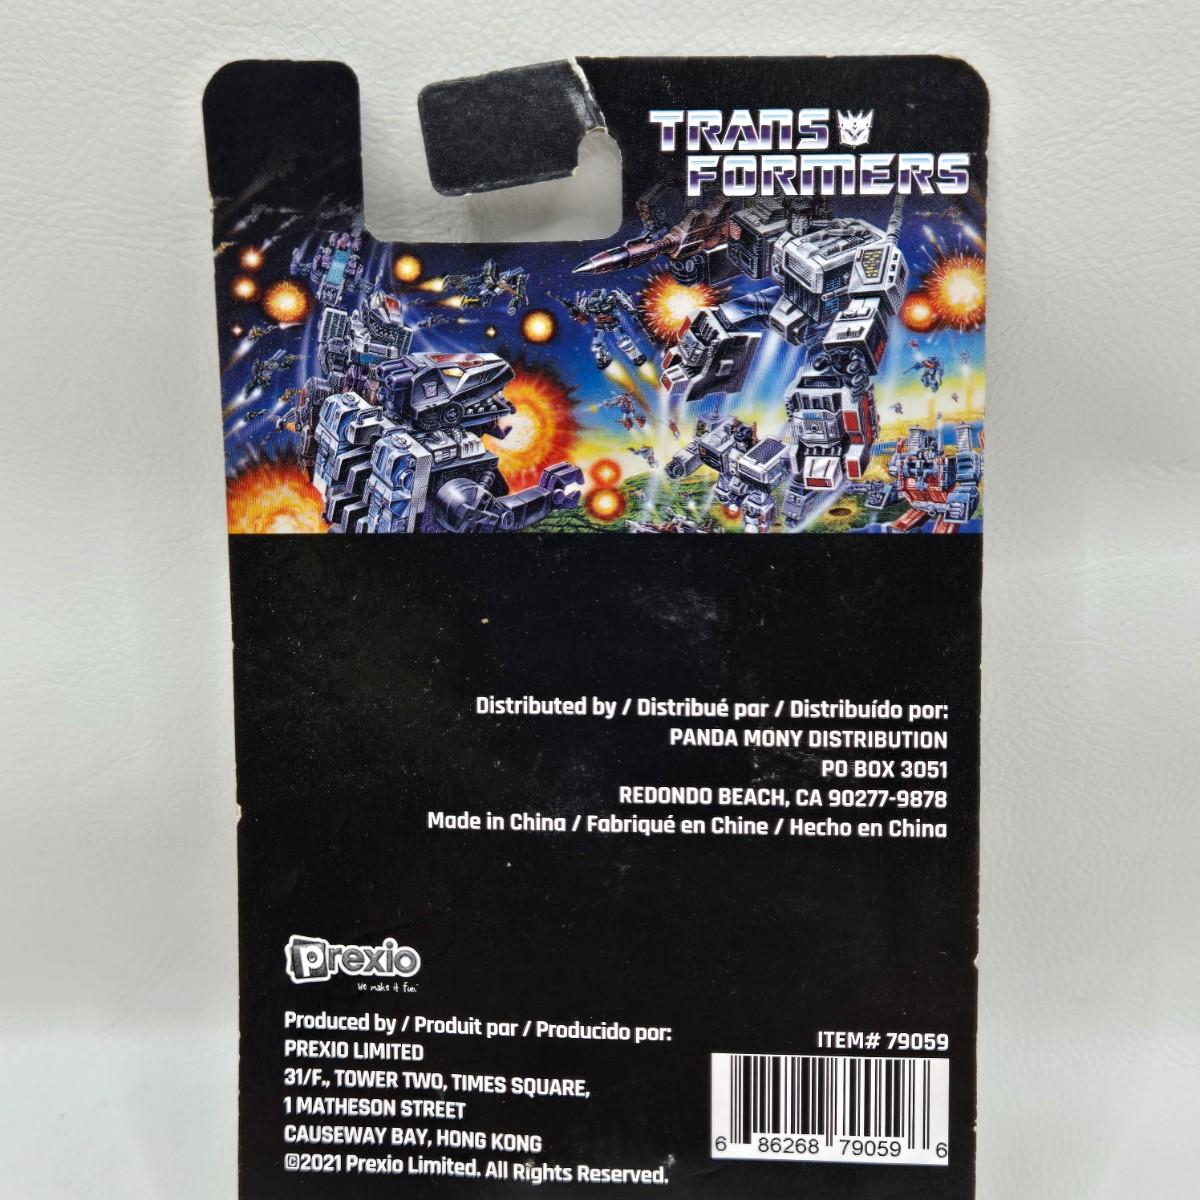 TRANS
FORMERS
Distributed by / Distribué par / Distribuído por:
PANDA MONY DISTRIBUTION
PO BOX 3051
REDONDO BEACH, CA 90277-9878
Made in China / Fabriqué en Chine / Hecho en China
Prexio
We make it fun.™
Produced by / Produit par / Producido por:
PREXIO LIMITED
31/F., TOWER TWO, TIMES SQUARE,
1 MATHESON STREET
CAUSEWAY BAY, HONG KONG
©2021 Prexio Limited. All Rights Reserved.
ITEM# 79059
6 86268 79059 6